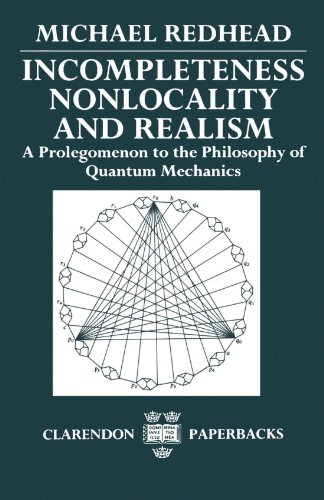 MICHAEL REDHEAD
INCOMPLETENESS
NONLOCALITY
AND REALISM
A Prolegomenon to the Philosophy of
Quantum Mechanics
CLARENDON PAPERBACKS